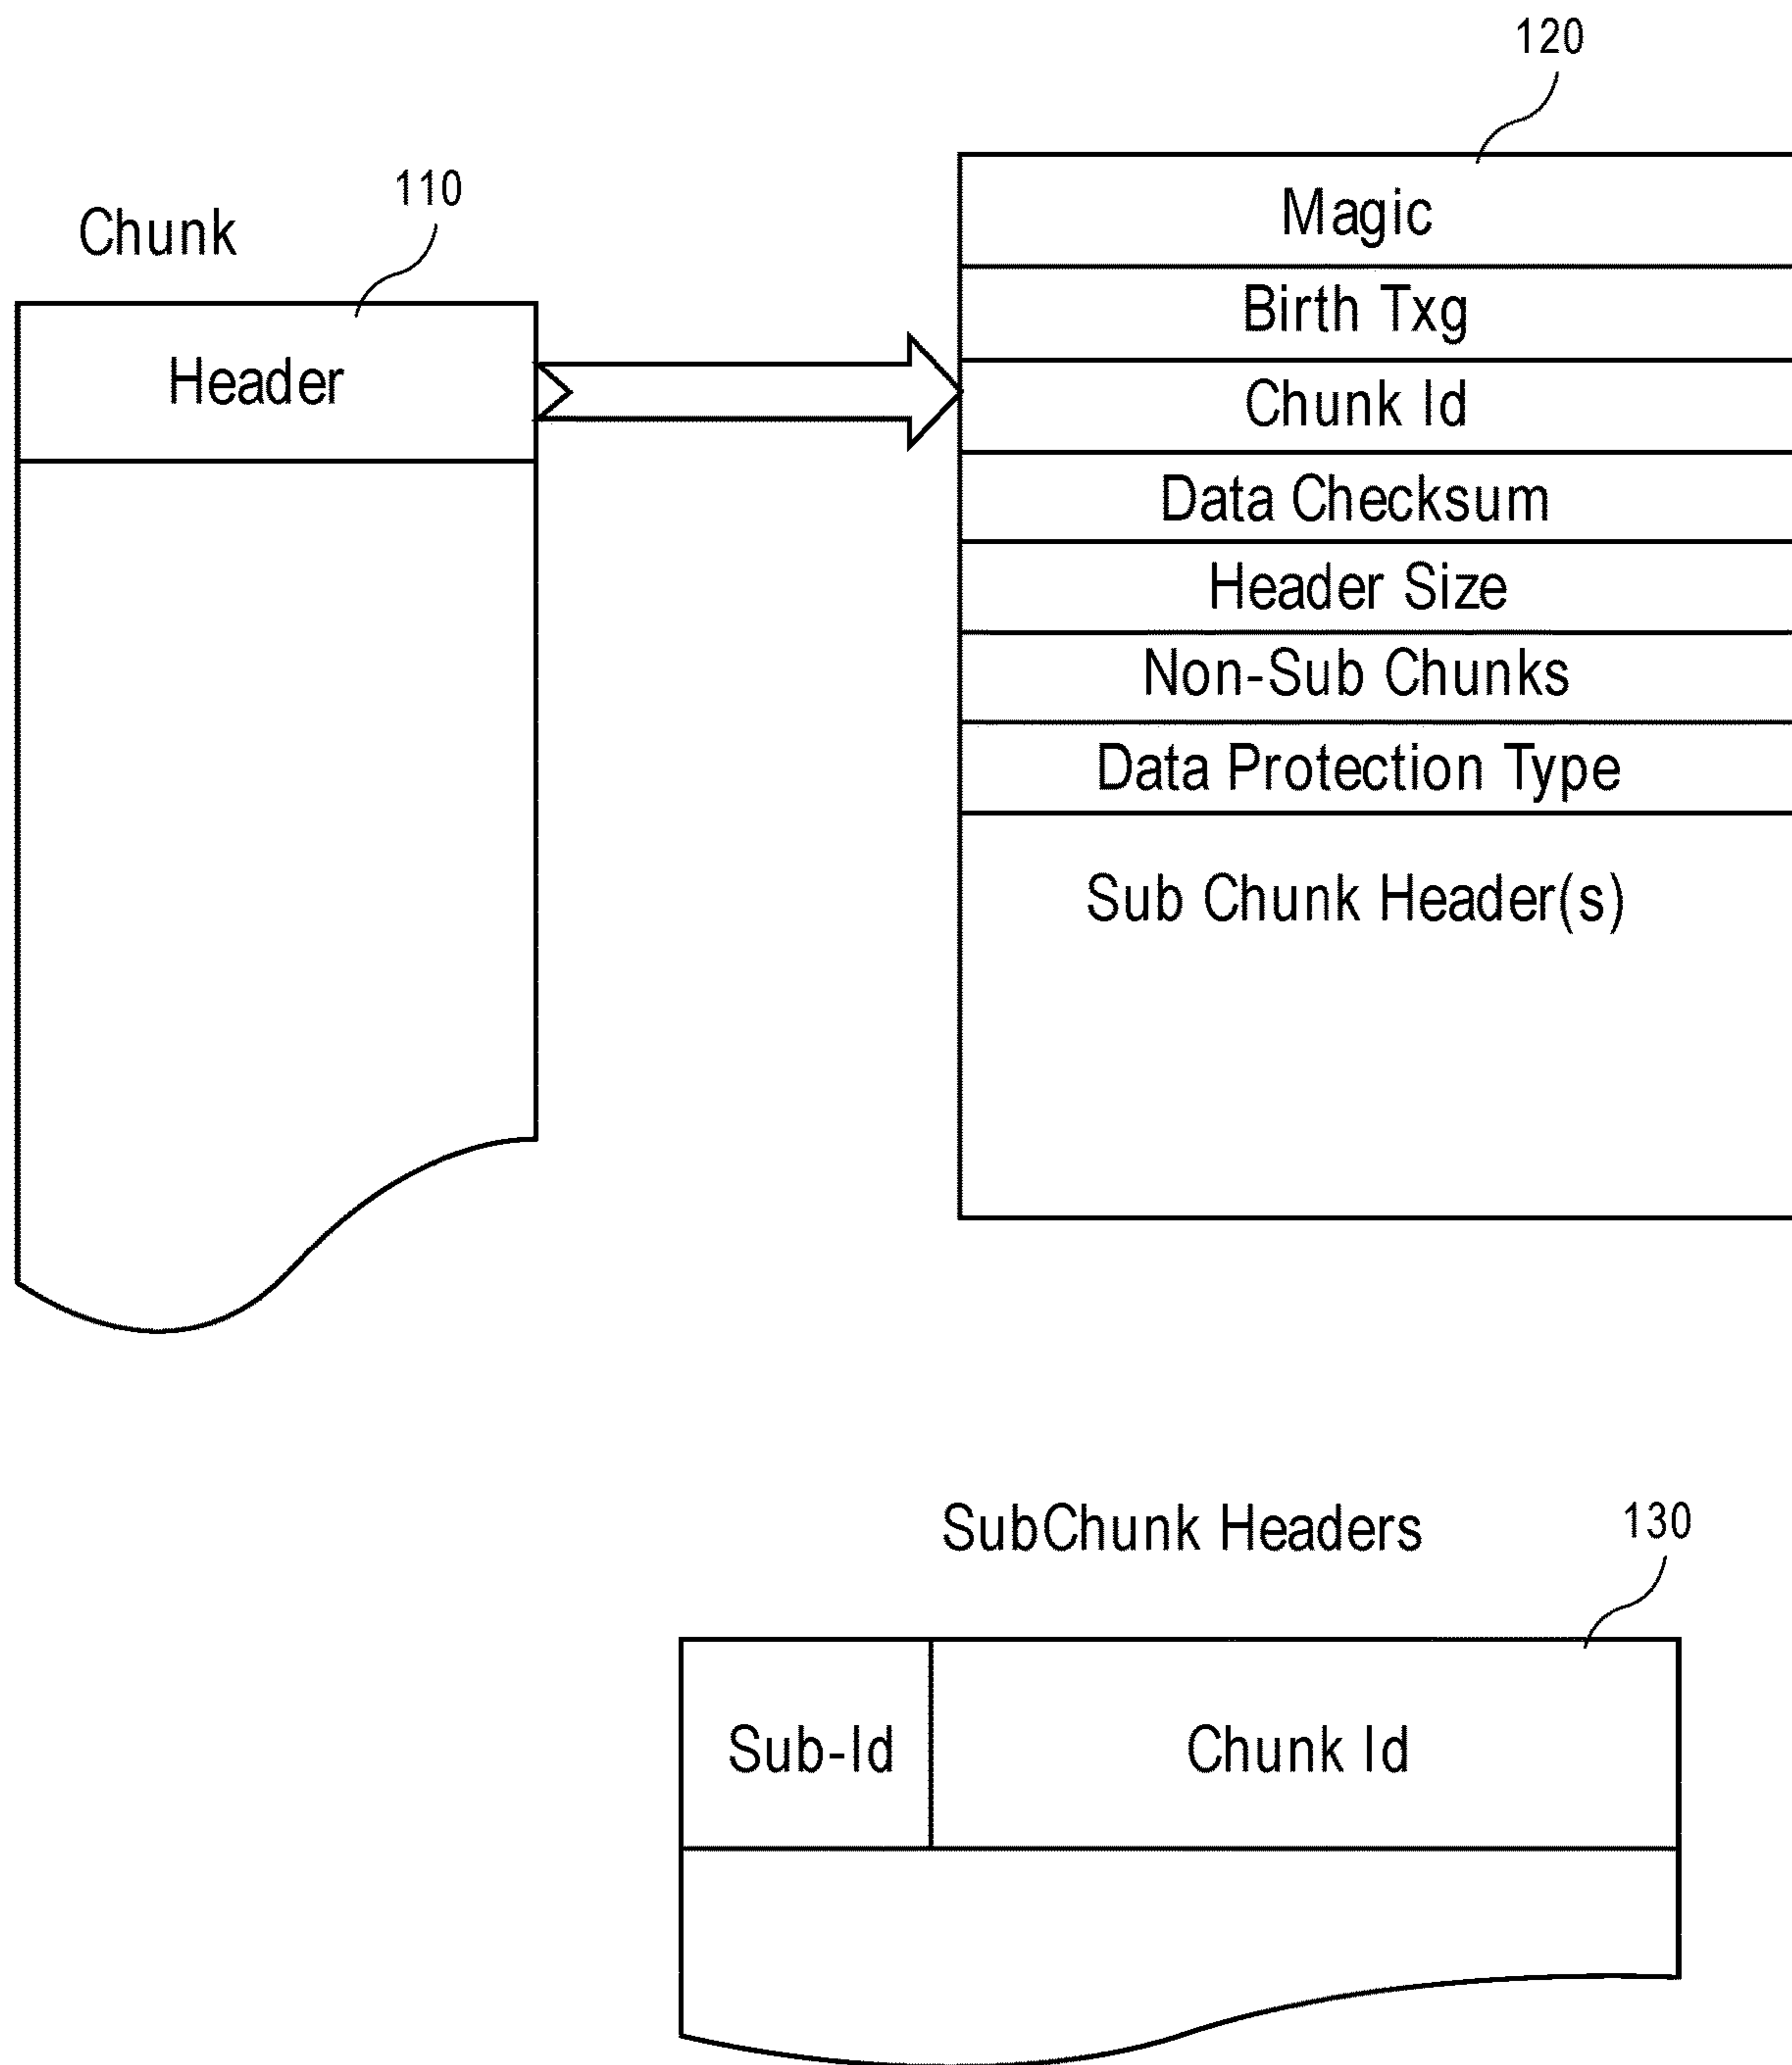 120
110
Chunk
Header
Magic
Birth Txg
Chunk Id
Data Checksum
Header Size
Non-Sub Chunks
Data Protection Type
Sub Chunk Header(s)
SubChunk Headers
130
Sub-Id
Chunk Id